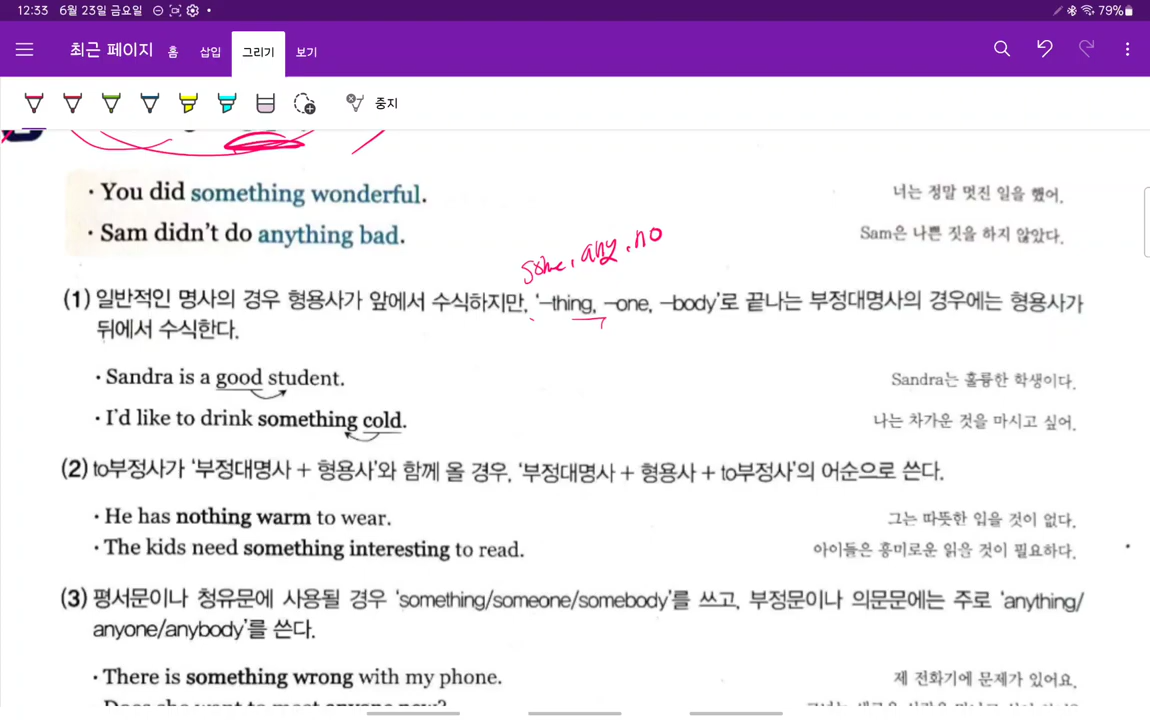 12:33 6월 23일 금요일 79%
최근 페이지 홈 삽입 그리기 보기
중지
· You did something wonderful. 너는 정말 멋진 일을 했어.
· Sam didn't do anything bad. Sam은 나쁜 짓을 하지 않았다.
some, any, no
(1) 일반적인 명사의 경우 형용사가 앞에서 수식하지만, '–thing, –one, –body'로 끝나는 부정대명사의 경우에는 형용사가
뒤에서 수식한다.
· Sandra is a good student. Sandra는 훌륭한 학생이다.
· I'd like to drink something cold. 나는 차가운 것을 마시고 싶어.
(2) to부정사가 '부정대명사 + 형용사'와 함께 올 경우, '부정대명사 + 형용사 + to부정사'의 어순으로 쓴다.
· He has nothing warm to wear. 그는 따뜻한 입을 것이 없다.
· The kids need something interesting to read. 아이들은 흥미로운 읽을 것이 필요하다.
(3) 평서문이나 청유문에 사용될 경우 'something/someone/somebody'를 쓰고, 부정문이나 의문문에는 주로 'anything/
anyone/anybody'를 쓴다.
· There is something wrong with my phone. 제 전화기에 문제가 있어요.